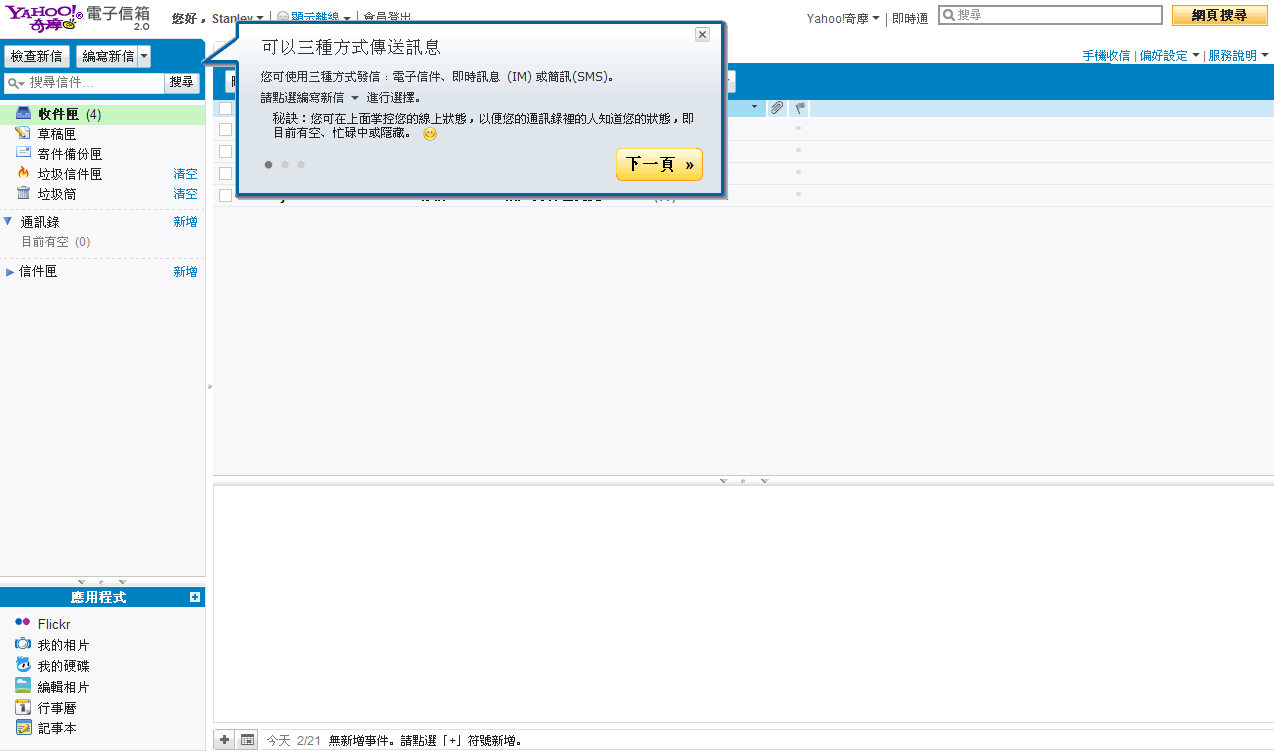 YAHOO!奇摩 電子信箱 2.0
您好，Stanley
顯示離線
會員登出
Yahoo!奇摩 | 即時通
搜尋
網頁搜尋
手機收信 | 偏好設定 | 服務說明
檢查新信
編寫新信
搜尋信件...
搜尋
可以三種方式傳送訊息
您可使用三種方式發信：電子信件、即時訊息 (IM) 或簡訊(SMS)。
請點選編寫新信 進行選擇。
秘訣：您可在上面掌控您的線上狀態，以便您的通訊錄裡的人知道您的狀態，即
目前有空、忙碌中或隱藏。
下一頁 »
收件匣 (4)
草稿匣
寄件備份匣
垃圾信件匣 清空
垃圾筒 清空
通訊錄 新增
目前有空 (0)
信件匣 新增
應用程式
Flickr
我的相片
我的硬碟
編輯相片
行事曆
記事本
今天 2/21 無新增事件。請點選「+」符號新增。